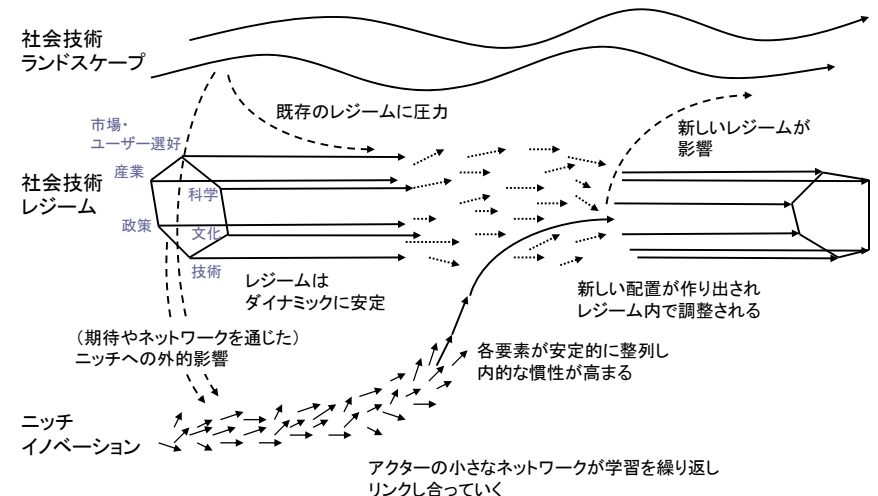 社会技術
ランドスケープ
既存のレジームに圧力
新しいレジームが
影響
市場・
ユーザー選好
産業
科学
政策
文化
技術
社会技術
レジーム
レジームは
ダイナミックに安定
新しい配置が作り出され
レジーム内で調整される
(期待やネットワークを通じた)
ニッチへの外的影響
各要素が安定的に整列し
内的な慣性が高まる
ニッチ
イノベーション
アクターの小さなネットワークが学習を繰り返し
リンクし合っていく